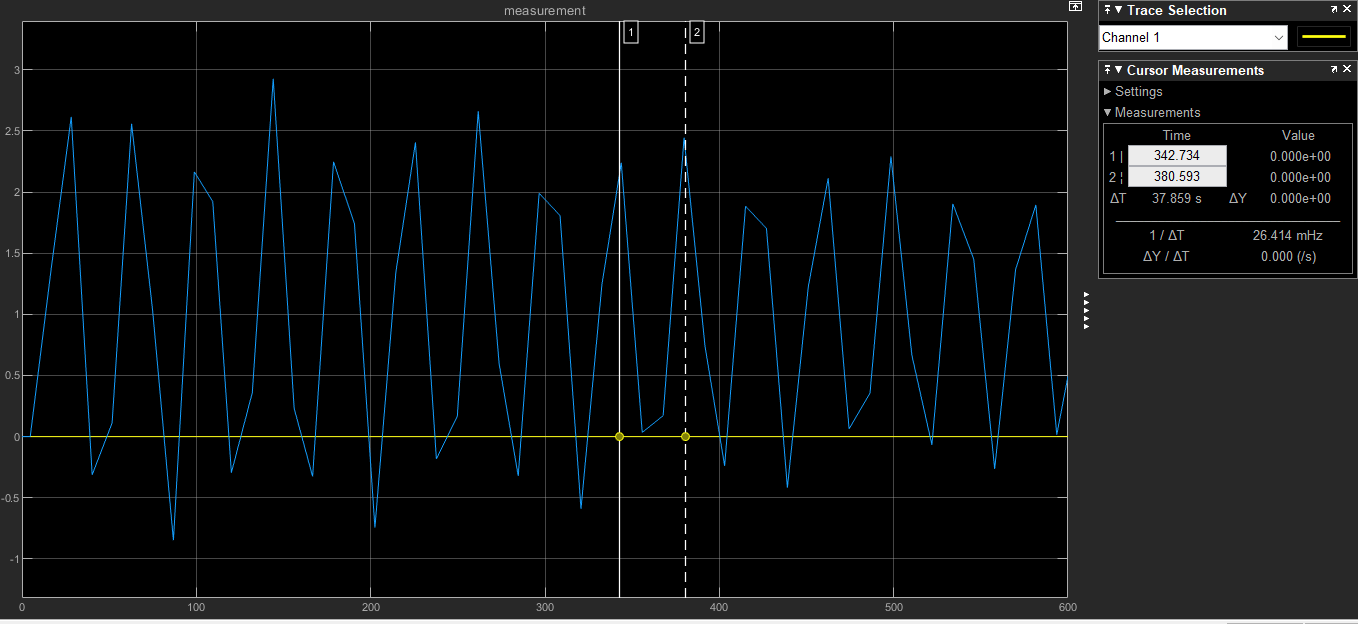 measurement
Trace Selection
Channel 1
Cursor Measurements
Settings
Measurements
Time Value
1 | 342.734 0.000e+00
2 ¦ 380.593 0.000e+00
ΔT 37.859 s ΔY 0.000e+00
1 / ΔT 26.414 mHz
ΔY / ΔT 0.000 (/s)
1 2
3
2.5
2
1.5
1
0.5
0
-0.5
-1
0 100 200 300 400 500 600